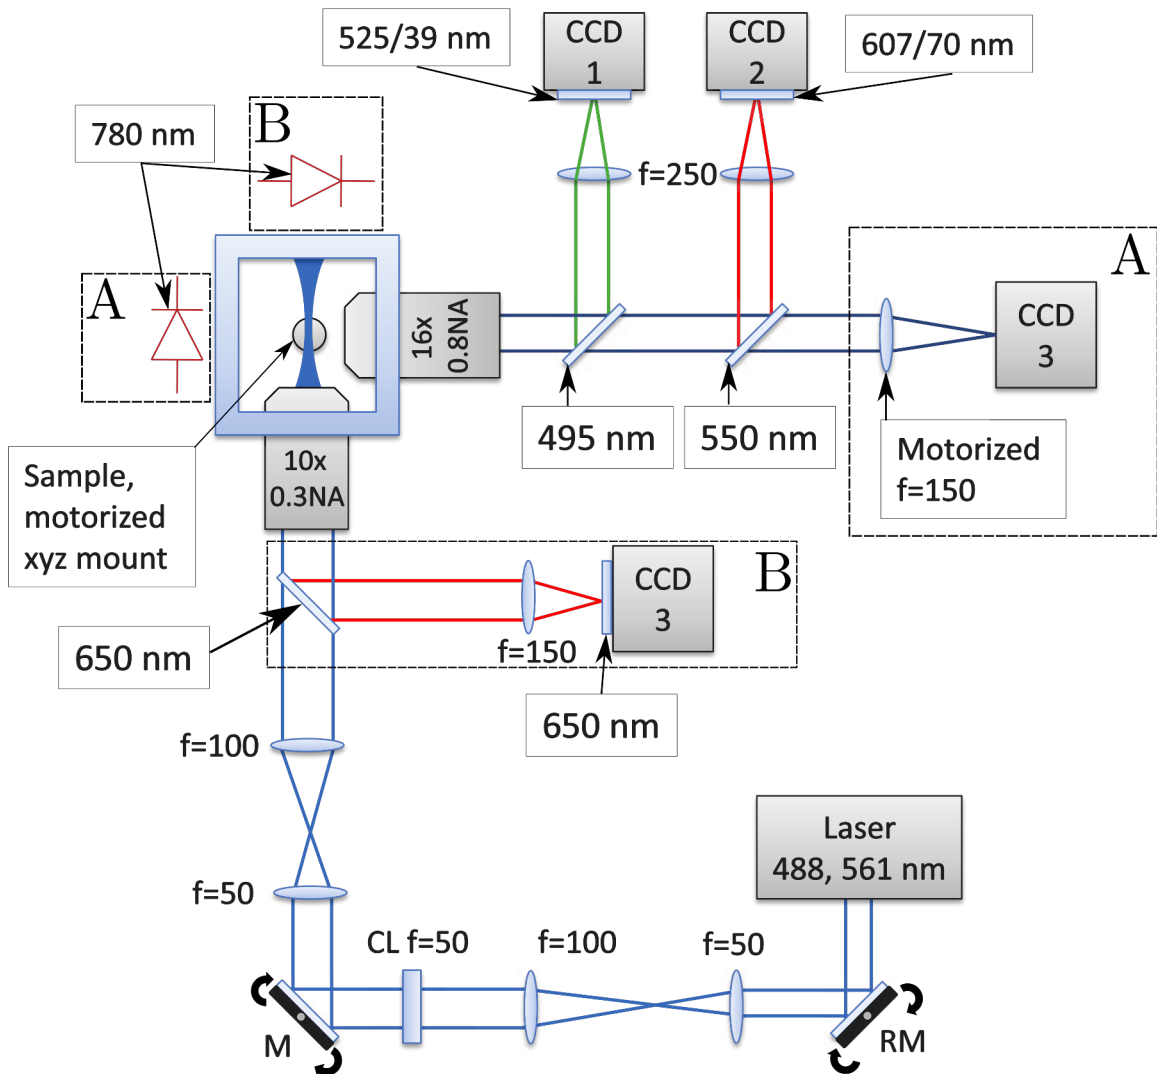 525/39 nm
CCD
1
CCD
2
607/70 nm
B
780 nm
f=250
A
A
16x
0.8NA
CCD
3
495 nm
550 nm
Motorized
f=150
Sample,
motorized
xyz mount
10x
0.3NA
B
CCD
3
650 nm
f=150
650 nm
f=100
Laser
488, 561 nm
f=50
CL f=50
f=100
f=50
M
RM